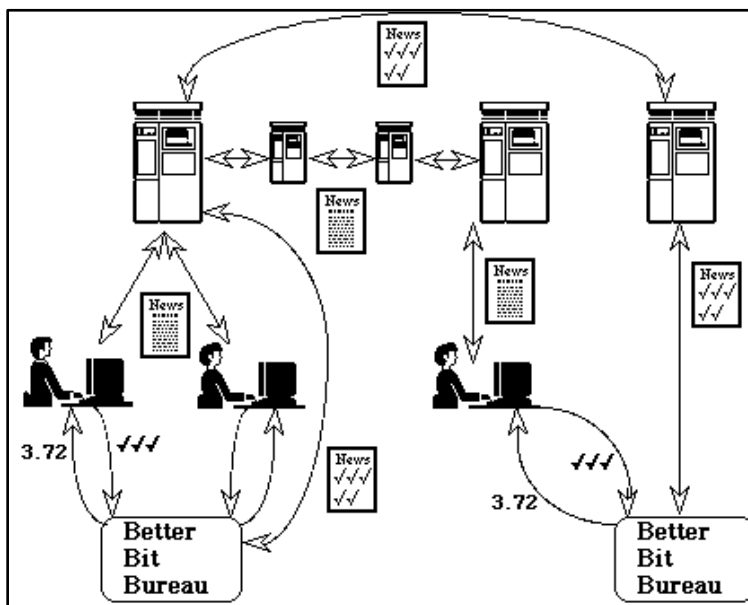 News
✓✓✓
✓✓
News
News
News
News
✓✓✓
✓✓
3.72
✓✓✓
News
✓✓✓
✓✓
✓✓✓
3.72
Better
Bit
Bureau
Better
Bit
Bureau